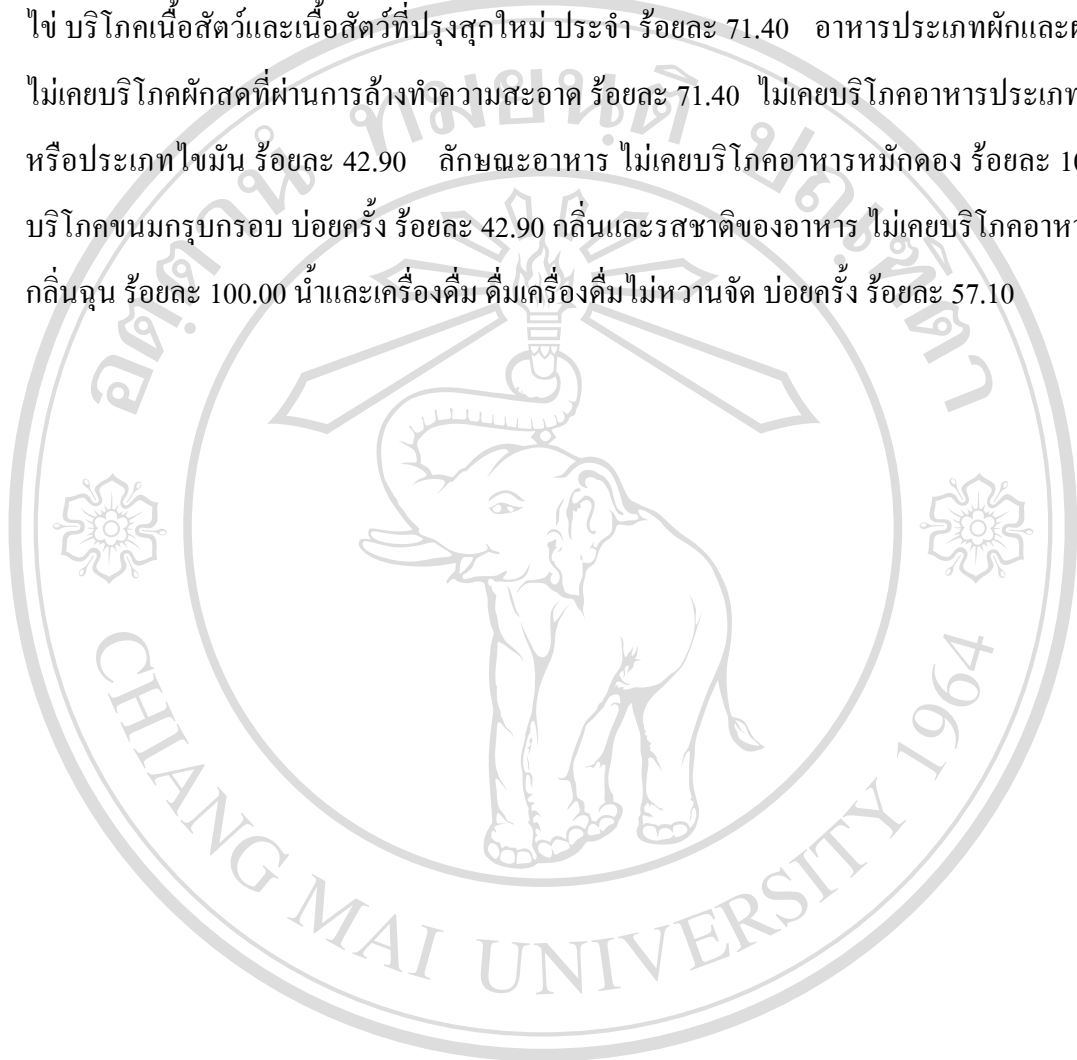 ไข่ บริโภคเนื้อสัตว์และเนื้อสัตว์ที่ปรุงสุกใหม่ ประจำ ร้อยละ 71.40 อาหารประเภทผักและ
ไม่เคยบริโภคผักสดที่ผ่านการล้างทำความสะอาด ร้อยละ 71.40 ไม่เคยบริโภคอาหารประเภท
หรือประเภทไขมัน ร้อยละ 42.90 ลักษณะอาหาร ไม่เคยบริโภคอาหารหมักดอง ร้อยละ
บริโภคขนมกรุบกรอบ บ่อยครั้ง ร้อยละ 42.90 กลิ่นและรสชาติของอาหาร ไม่เคยบริโภค
กลิ่นฉุน ร้อยละ 100.00 น้ำและเครื่องดื่ม ดื่มเครื่องดื่มไม่หวานจัด บ่อยครั้ง ร้อยละ 57.10
อตฺตานํ ทมยนฺติ ปณฺฑิตา
CHIANG MAI UNIVERSITY 1964